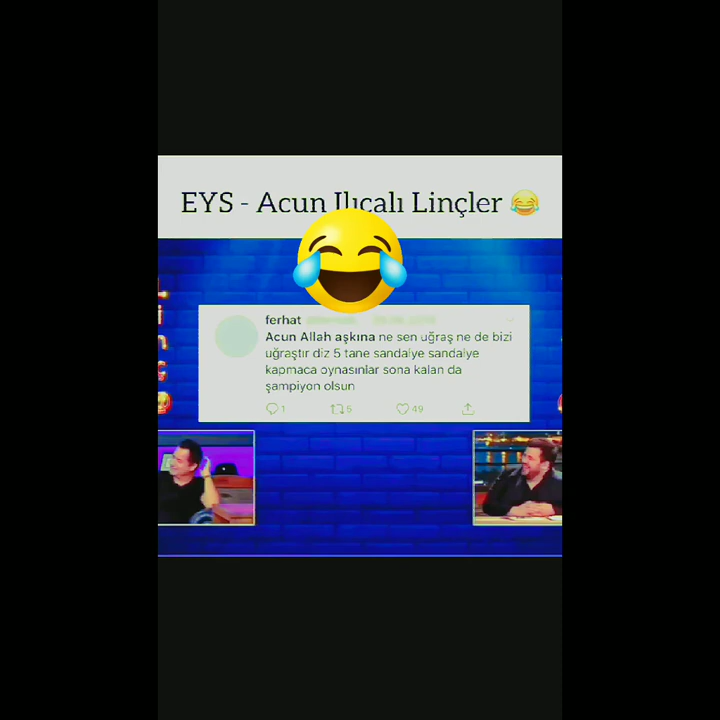 EYS - Acun Ilıcalı Linçler 😂
L
i
n
ç
ferhat
Acun Allah aşkına ne sen uğraş ne de bizi
uğraştır diz 5 tane sandalye sandalye
kapmaca oynasınlar sona kalan da
şampiyon olsun
1 5 49